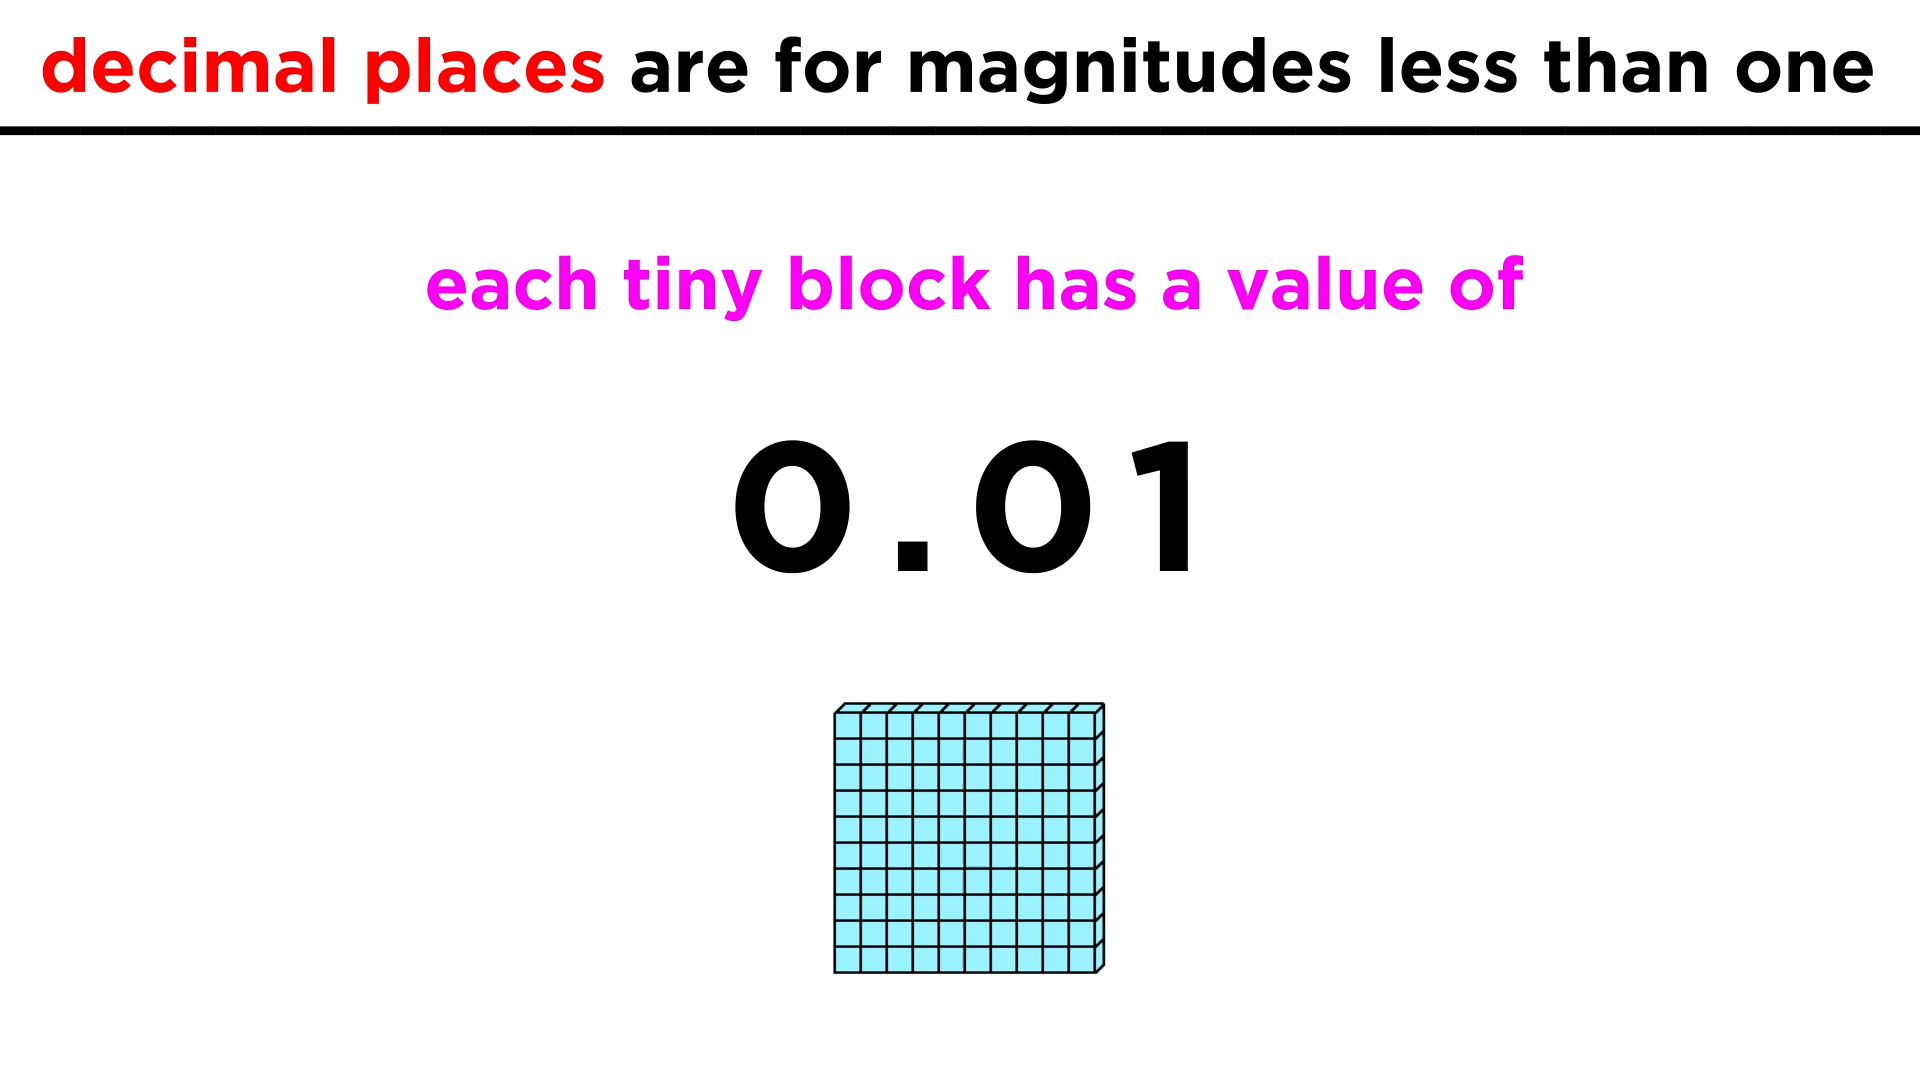 decimal places are for magnitudes less than one
each tiny block has a value of
0.01